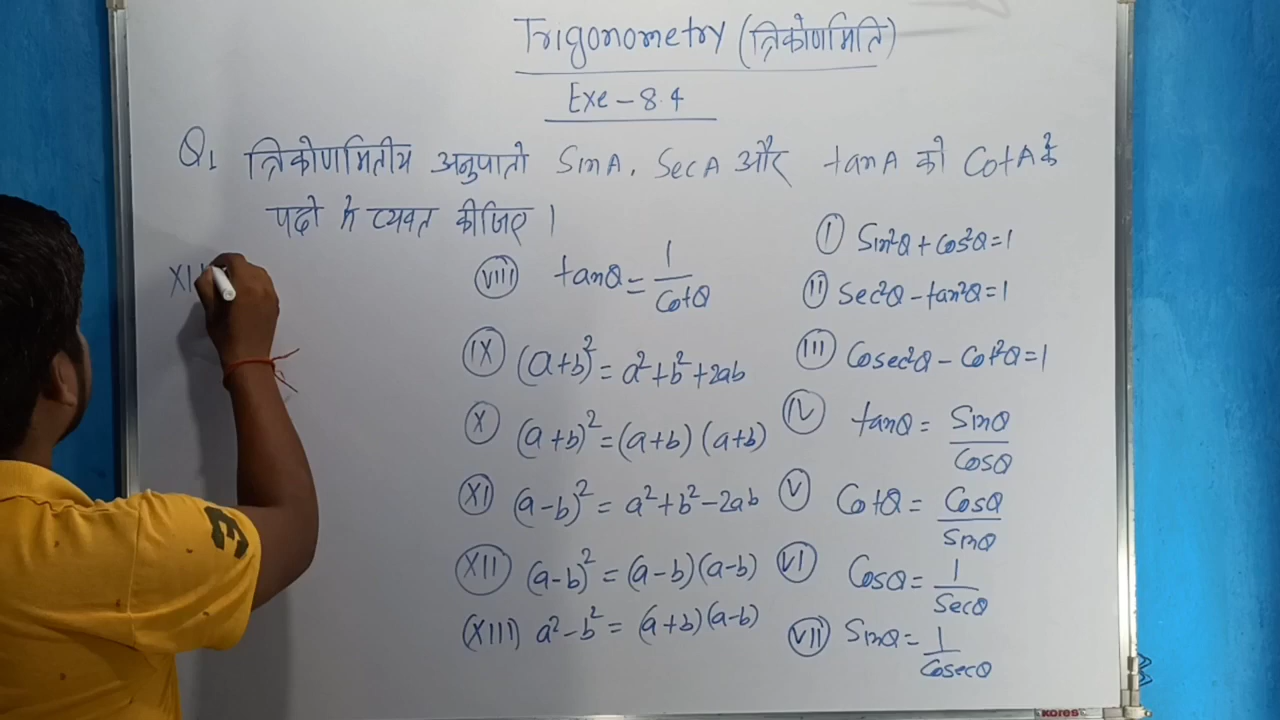 Trigonometry (त्रिकोणमिति)
Exe - 8.4
Q1 त्रिकोणमितीय अनुपातो SinA, SecA और tanA को CotA के
पदो मे व्यक्त कीजिए।
(I) Sin²θ + Cos²θ = 1
(II) Sec²θ - tan²θ = 1
(III) Cosec²θ - Cot²θ = 1
(IV) tanθ = Sinθ / Cosθ
(V) Cotθ = Cosθ / Sinθ
(VI) Cosθ = 1 / Secθ
(VII) Sinθ = 1 / Cosecθ
(VIII) tanθ = 1 / Cotθ
(IX) (a+b)² = a² + b² + 2ab
(X) (a+b)² = (a+b) (a+b)
(XI) (a-b)² = a² + b² - 2ab
(XII) (a-b)² = (a-b) (a-b)
(XIII) a² - b² = (a+b) (a-b)
XI
3
kores